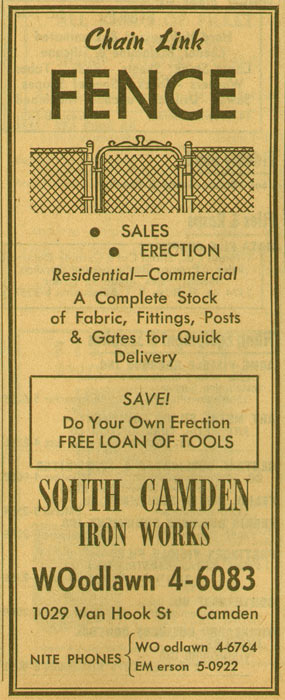 Chain Link
FENCE
• SALES
• ERECTION
Residential—Commercial
A Complete Stock
of Fabric, Fittings, Posts
& Gates for Quick
Delivery
SAVE!
Do Your Own Erection
FREE LOAN OF TOOLS
SOUTH CAMDEN
IRON WORKS
WOodlawn 4-6083
1029 Van Hook St Camden
NITE PHONES
WO odlawn 4-6764
EM erson 5-0922